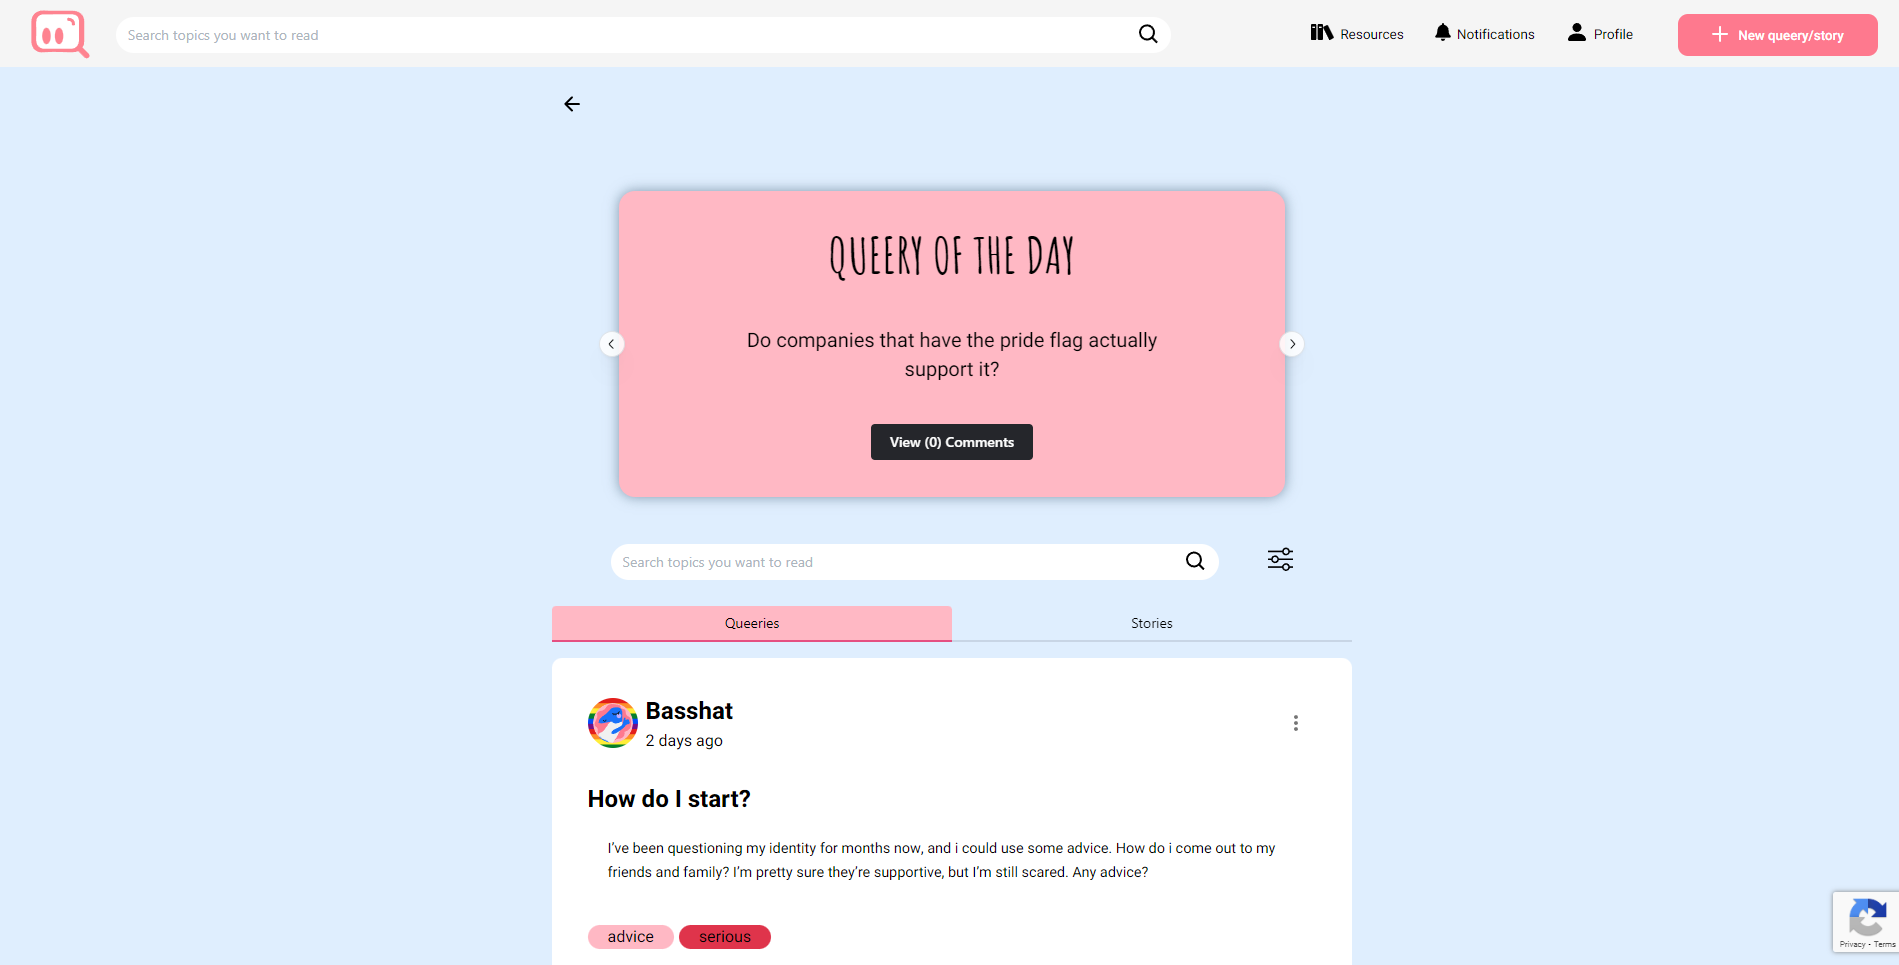 Search topics you want to read
Resources
Notifications
Profile
New queery/story
QUEERY OF THE DAY
Do companies that have the pride flag actually
support it?
View (0) Comments
Search topics you want to read
Queeries
Stories
Basshat
2 days ago
How do I start?
I've been questioning my identity for months now, and i could use some advice. How do i come out to my
friends and family? I'm pretty sure they're supportive, but I'm still scared. Any advice?
advice
serious
Privacy - Terms